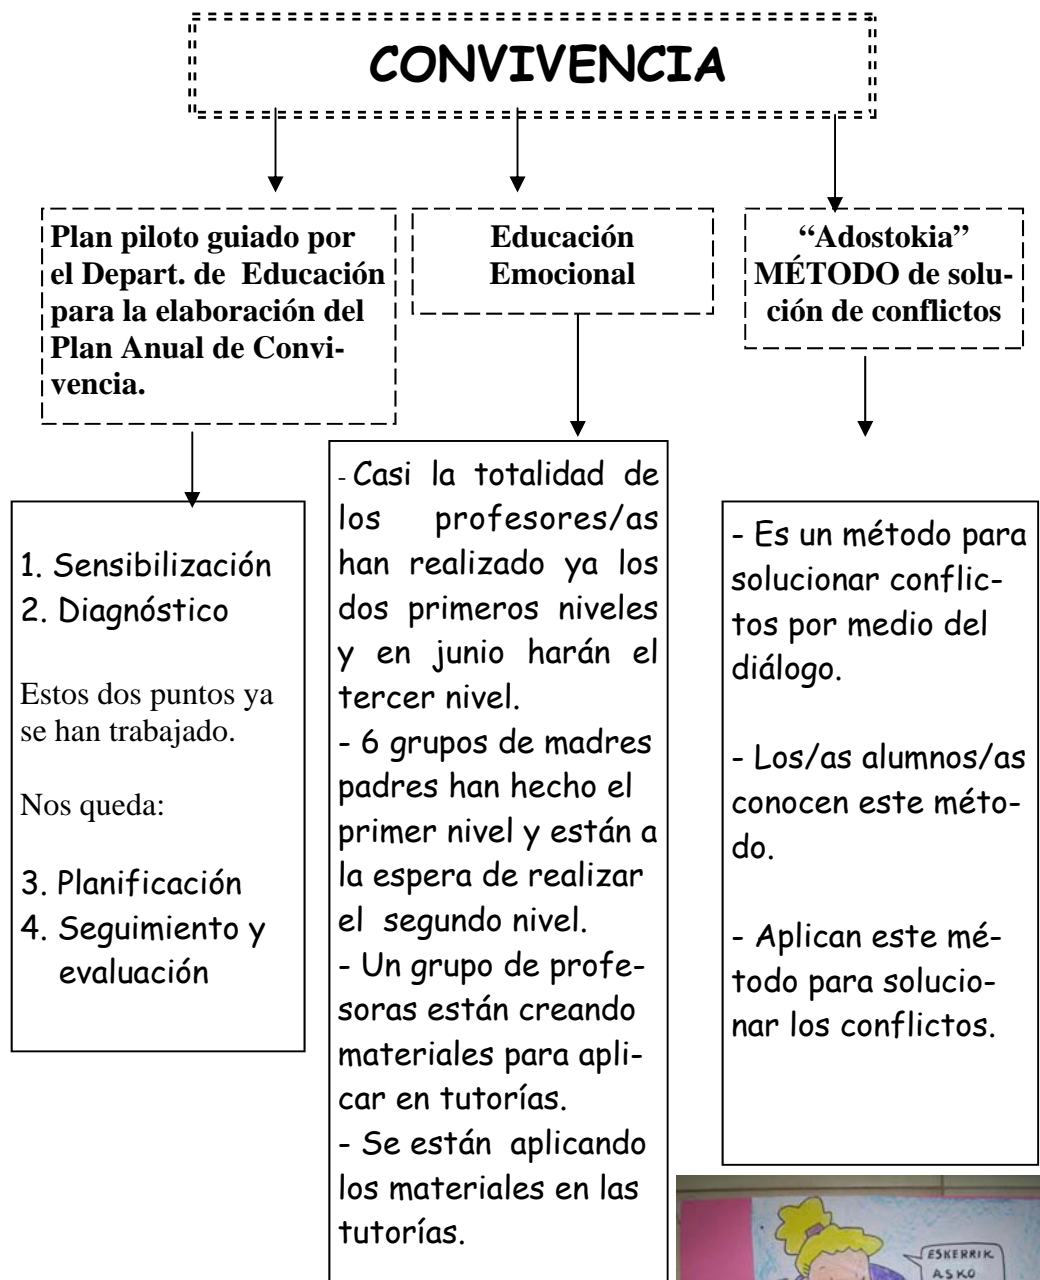 CONVIVENCIA
Plan piloto guiado por
el Depart. de Educación
para la elaboración del
Plan Anual de Convi-
vencia.
Educación
Emocional
“Adostokia”
MÉTODO de solu-
ción de conflictos
1. Sensibilización
2. Diagnóstico
Estos dos puntos ya
se han trabajado.
Nos queda:
3. Planificación
4. Seguimiento y
evaluación
- Casi la totalidad de
los profesores/as
han realizado ya los
dos primeros niveles
y en junio harán el
tercer nivel.
- 6 grupos de madres
padres han hecho el
primer nivel y están a
la espera de realizar
el segundo nivel.
- Un grupo de profe-
soras están creando
materiales para apli-
car en tutorías.
- Se están aplicando
los materiales en las
tutorías.
- Es un método para
solucionar conflic-
tos por medio del
diálogo.
- Los/as alumnos/as
conocen este méto-
do.
- Aplican este mé-
todo para solucio-
nar los conflictos.
ESKERRIK
ASKO